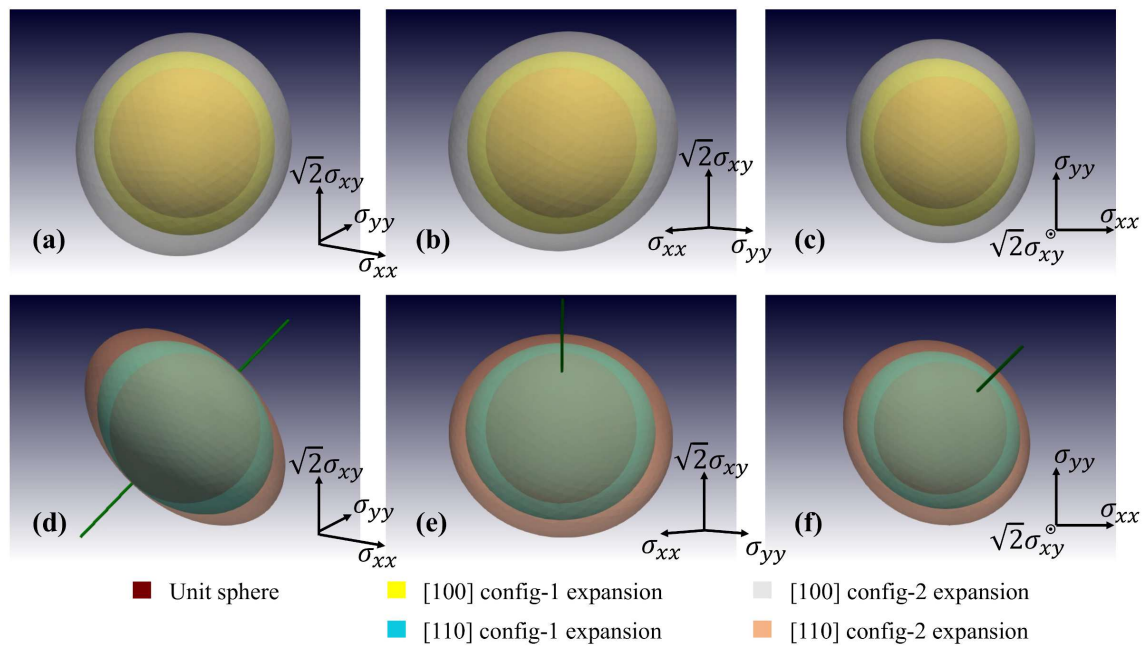 √2σxy
σyy
σxx
(a)
√2σxy
σxx
σyy
(b)
σyy
σxx
√2σxy
(c)
√2σxy
σyy
σxx
(d)
√2σxy
σxx
σyy
(e)
σyy
σxx
√2σxy
(f)
Unit sphere
[100] config-1 expansion
[100] config-2 expansion
[110] config-1 expansion
[110] config-2 expansion